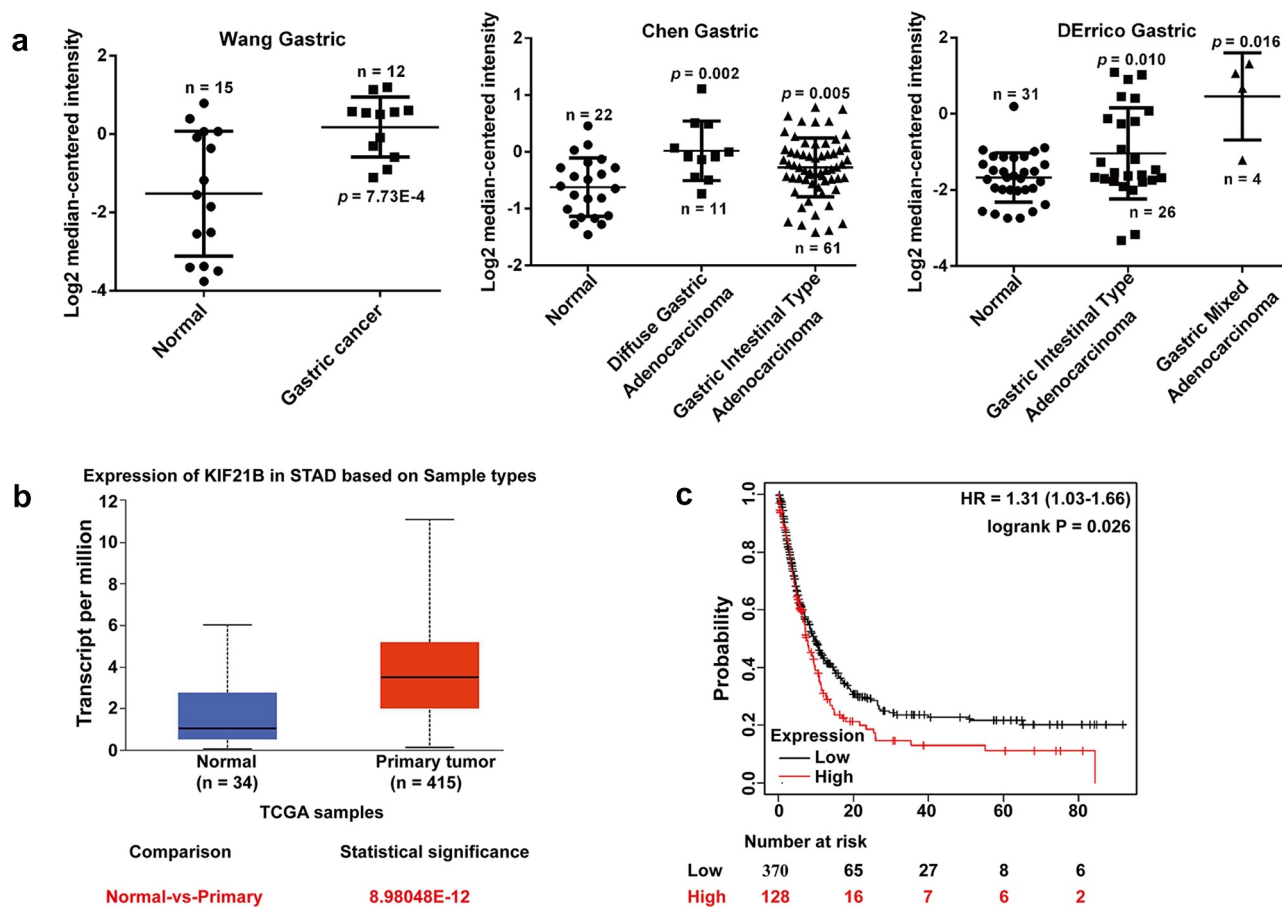 a
Wang Gastric
Log2 median-centered intensity
2
0
-2
-4
n = 15
n = 12
p = 7.73E-4
Normal
Gastric cancer
Chen Gastric
Log2 median-centered intensity
2
1
0
-1
-2
n = 22
p = 0.002
n = 11
p = 0.005
n = 61
Normal
Diffuse Gastric
Adenocarcinoma
Gastric Intestinal Type
Adenocarcinoma
DErrico Gastric
Log2 median-centered intensity
2
0
-2
-4
n = 31
p = 0.010
n = 26
p = 0.016
n = 4
Normal
Gastric Intestinal Type
Adenocarcinoma
Gastric Mixed
Adenocarcinoma
b
Expression of KIF21B in STAD based on Sample types
Transcript per million
12
10
8
6
4
2
0
Normal
(n = 34)
Primary tumor
(n = 415)
TCGA samples
Comparison Statistical significance
Normal-vs-Primary 8.98048E-12
c
HR = 1.31 (1.03-1.66)
logrank P = 0.026
Probability
1.0
0.8
0.6
0.4
0.2
0.0
Expression
Low
High
0 20 40 60 80
Number at risk
Low 370 65 27 8 6
High 128 16 7 6 2